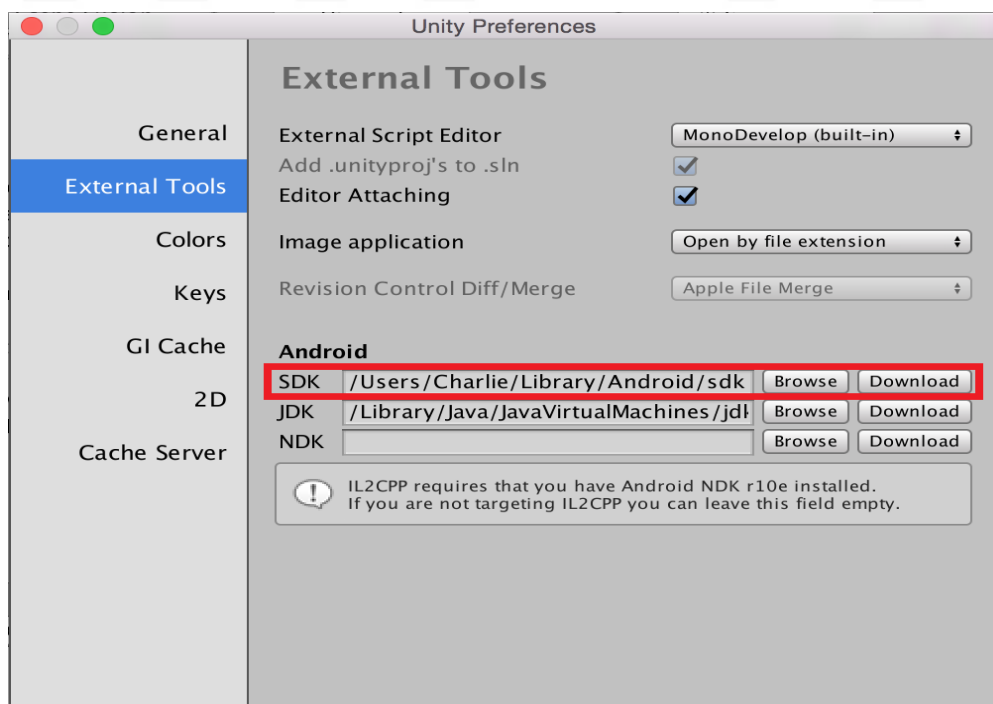 Unity Preferences
External Tools
General
External Tools
Colors
Keys
GI Cache
2D
Cache Server
External Script Editor MonoDevelop (built-in)
Add .unityproj's to .sln
Editor Attaching
Image application Open by file extension
Revision Control Diff/Merge Apple File Merge
Android
SDK /Users/Charlie/Library/Android/sdk Browse Download
JDK /Library/Java/JavaVirtualMachines/jdk Browse Download
NDK Browse Download
IL2CPP requires that you have Android NDK r10e installed.
If you are not targeting IL2CPP you can leave this field empty.